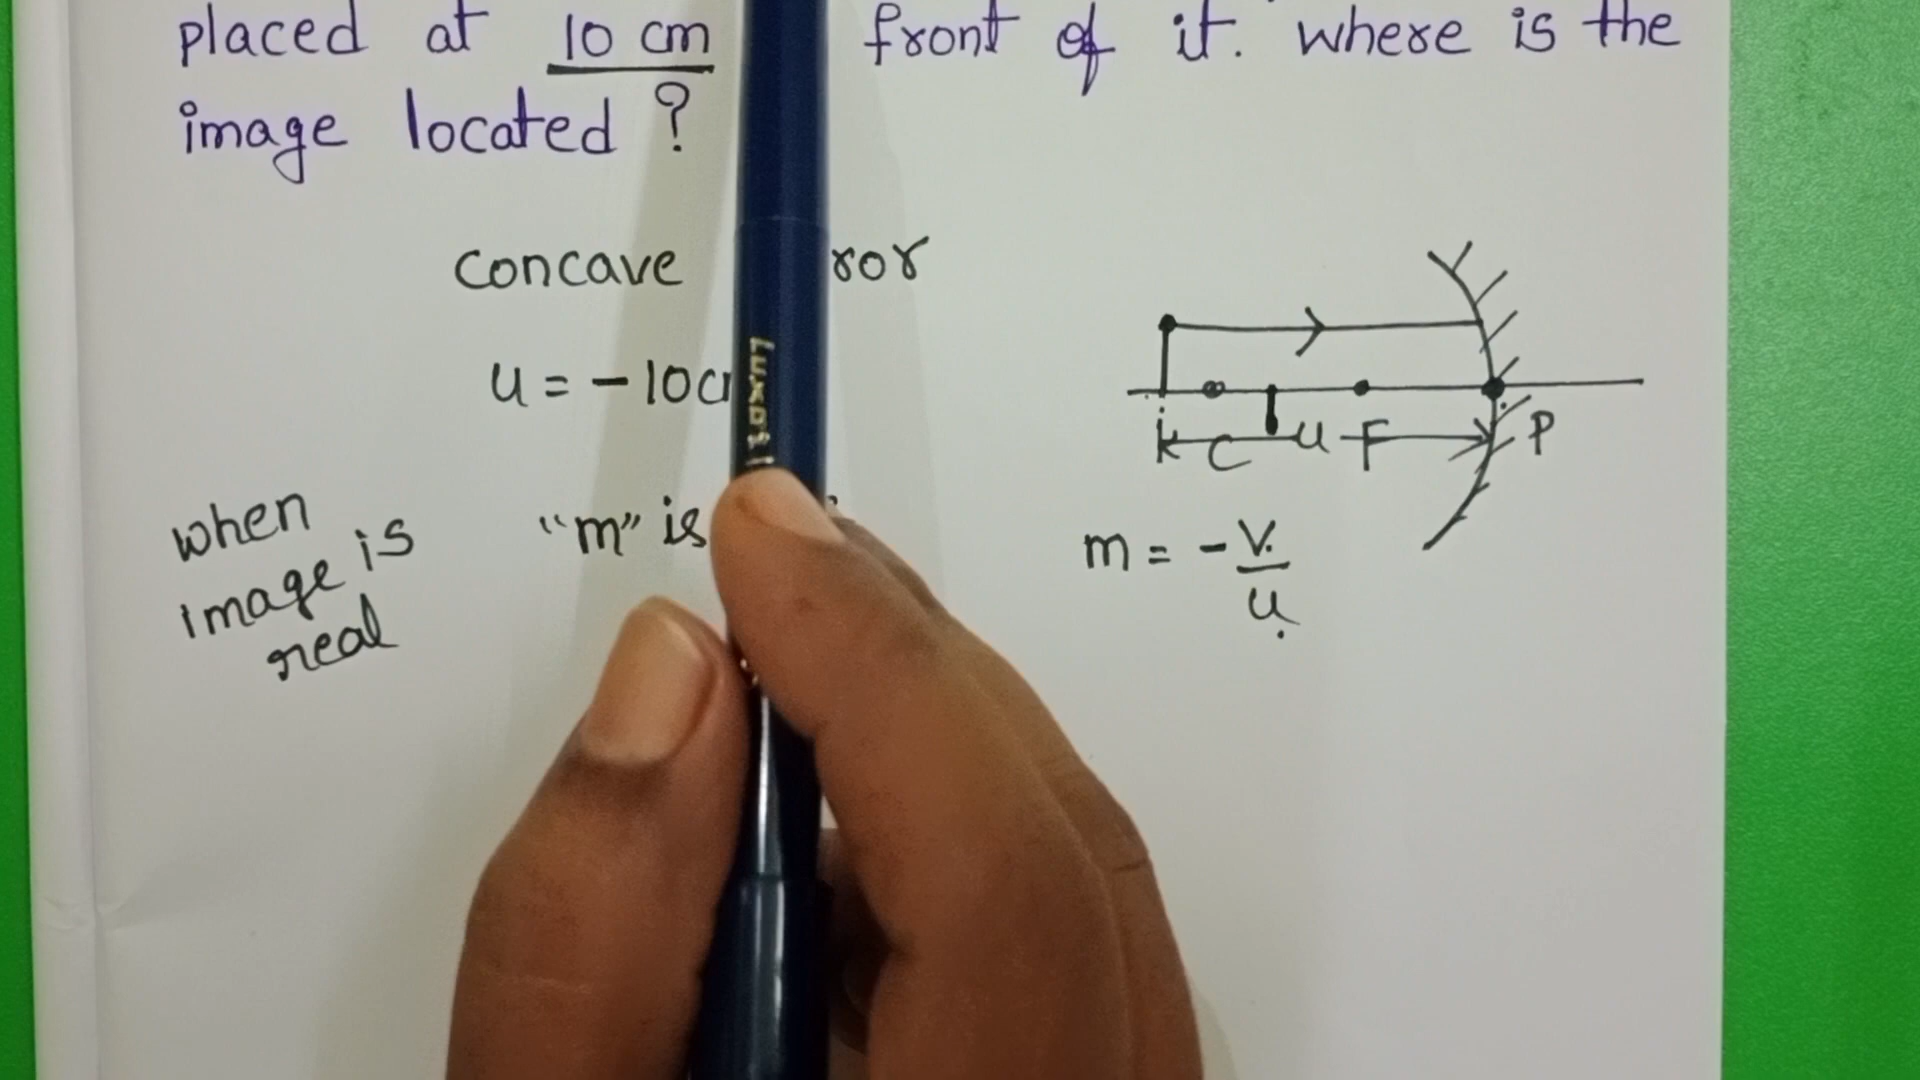 placed at 10 cm front of it. where is the
image located ?
concave
u = -10c
when
image is
real
"m" is
C u F P
m = - v
u
Luxor